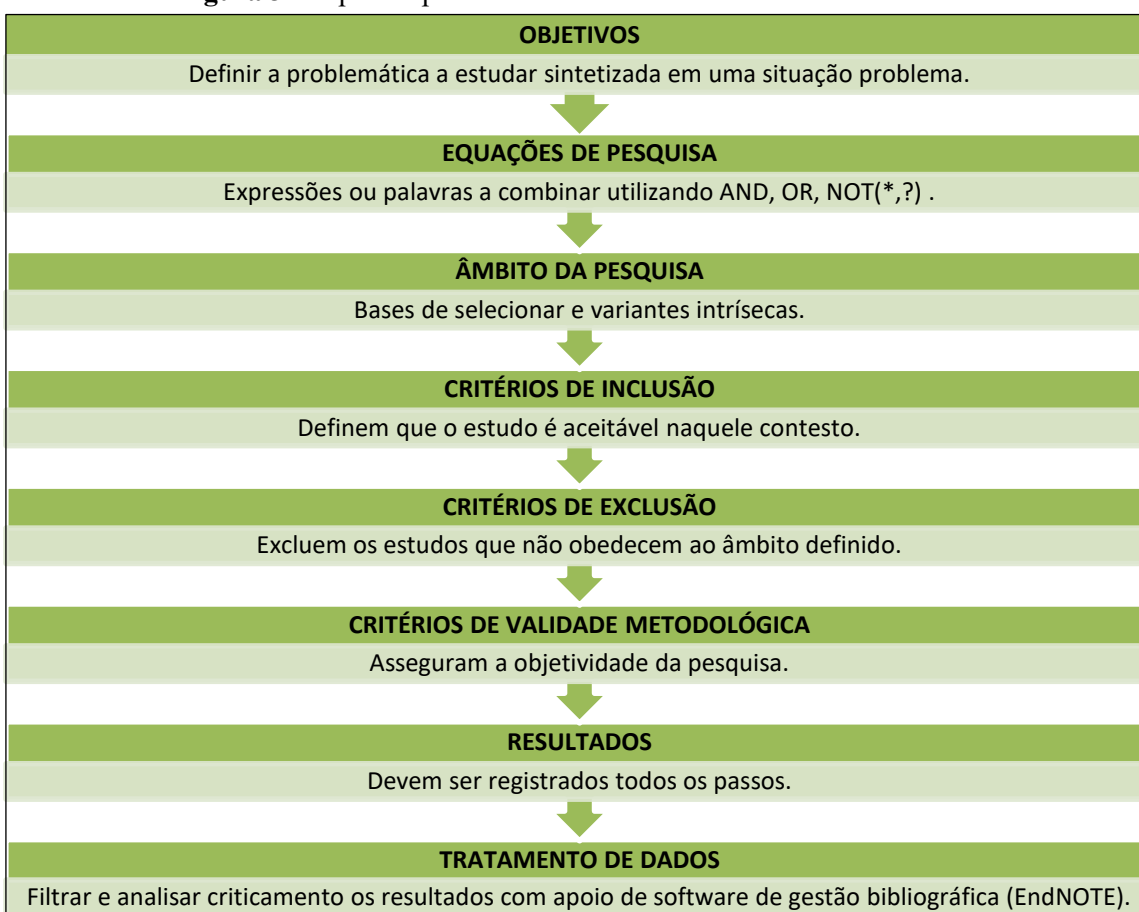 OBJETIVOS
Definir a problemática a estudar sintetizada em uma situação problema.
EQUAÇÕES DE PESQUISA
Expressões ou palavras a combinar utilizando AND, OR, NOT(*,?) .
ÂMBITO DA PESQUISA
Bases de selecionar e variantes intrísecas.
CRITÉRIOS DE INCLUSÃO
Definem que o estudo é aceitável naquele contesto.
CRITÉRIOS DE EXCLUSÃO
Excluem os estudos que não obedecem ao âmbito definido.
CRITÉRIOS DE VALIDADE METODOLÓGICA
Asseguram a objetividade da pesquisa.
RESULTADOS
Devem ser registrados todos os passos.
TRATAMENTO DE DADOS
Filtrar e analisar criticamento os resultados com apoio de software de gestão bibliográfica (EndNOTE).